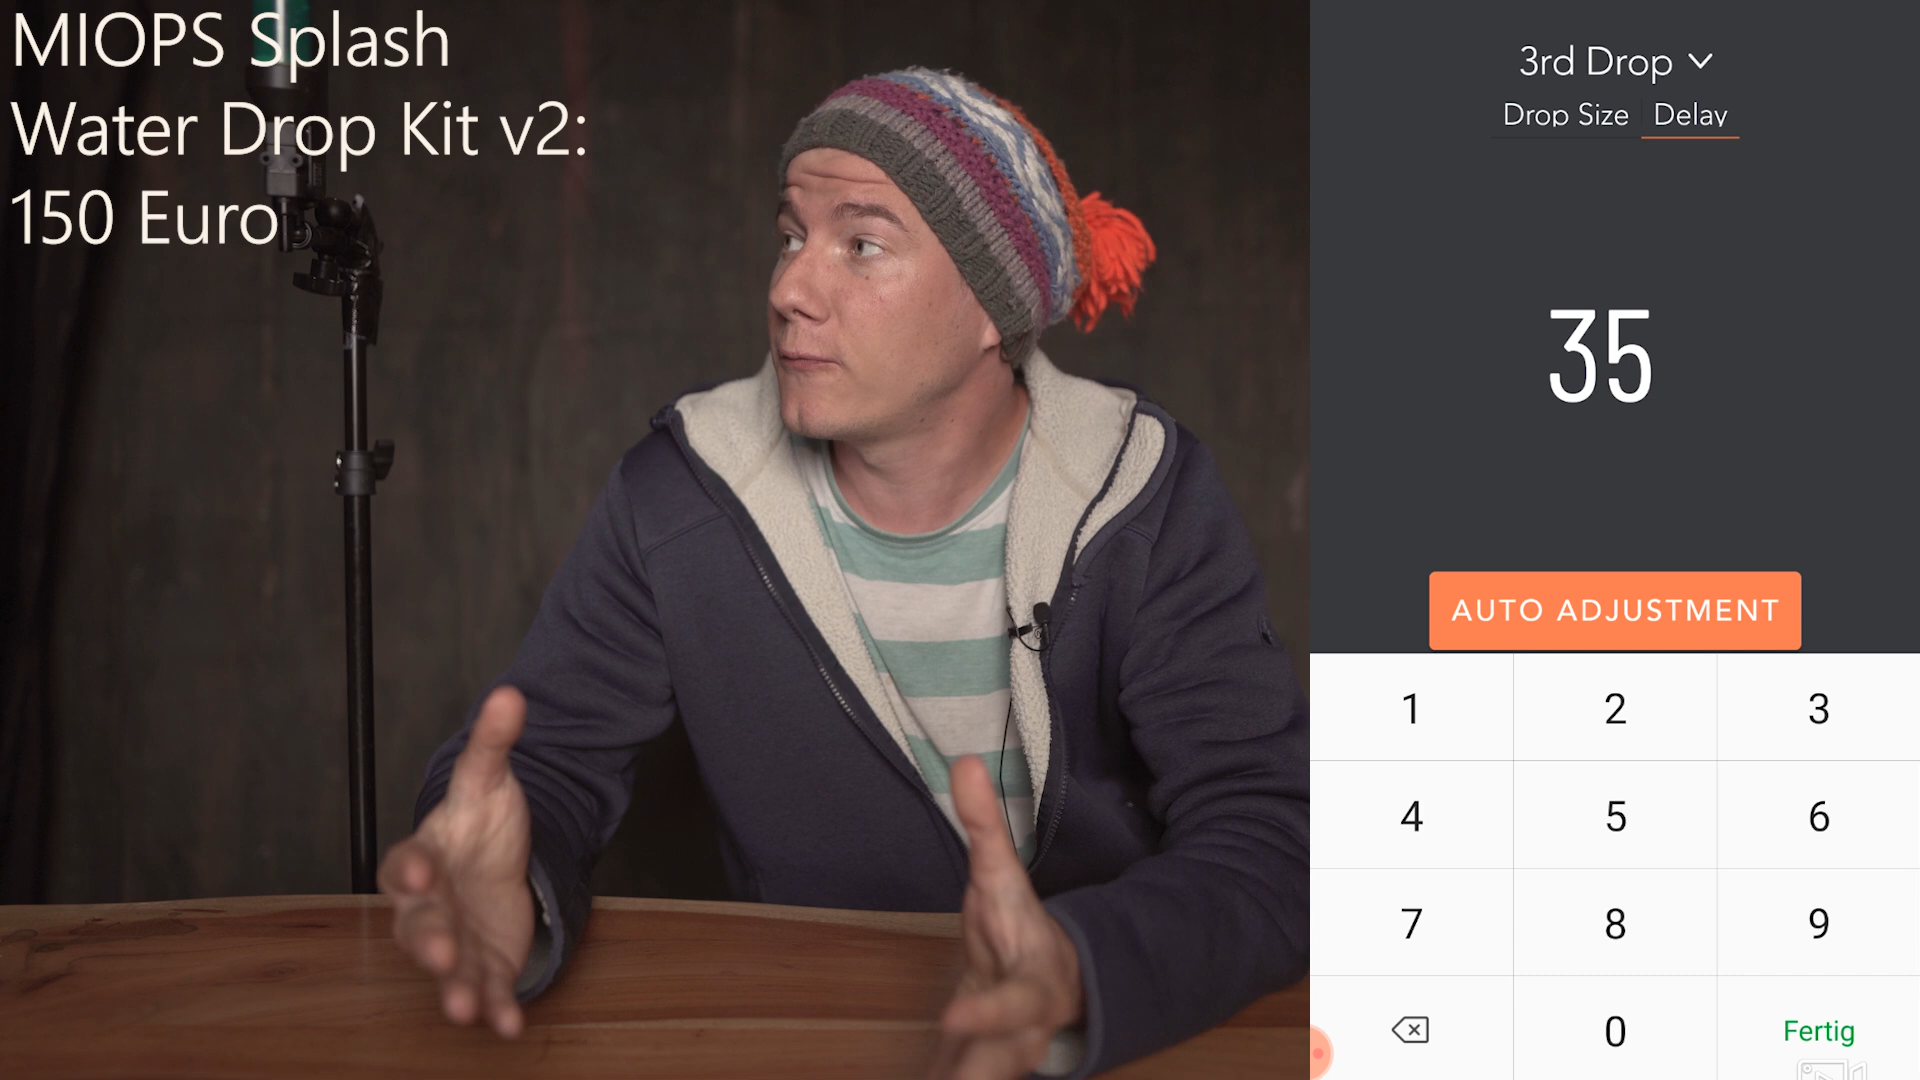 MIOPS Splash
Water Drop Kit v2:
150 Euro
3rd Drop
Drop Size Delay
35
AUTO ADJUSTMENT
1 2 3
4 5 6
7 8 9
0 Fertig